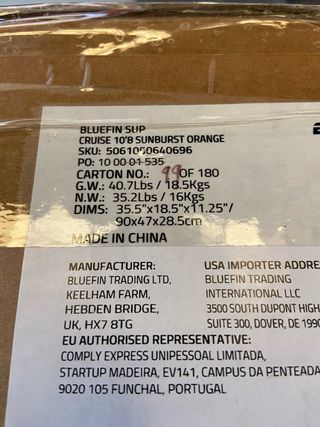 BLUEFIN SUP
CRUISE 10'8 SUNBURST ORANGE
SKU: 5061050640696
PO: 10 00 01 535
CARTON NO.: 99 OF 180
G.W.: 40.7Lbs / 18.5Kgs
N.W.: 35.2Lbs / 16Kgs
DIMS: 35.5"x18.5"x11.25"/
90x47x28.5cm
MADE IN CHINA
MANUFACTURER:
BLUEFIN TRADING LTD,
KEELHAM FARM,
HEBDEN BRIDGE,
UK, HX7 8TG
USA IMPORTER ADDRE
BLUEFIN TRADING
INTERNATIONAL LLC
3500 SOUTH DUPONT HIGH
SUITE 300, DOVER, DE 1990
EU AUTHORISED REPRESENTATIVE:
COMPLY EXPRESS UNIPESSOAL LIMITADA,
STARTUP MADEIRA, EV141, CAMPUS DA PENTEADA
9020 105 FUNCHAL, PORTUGAL